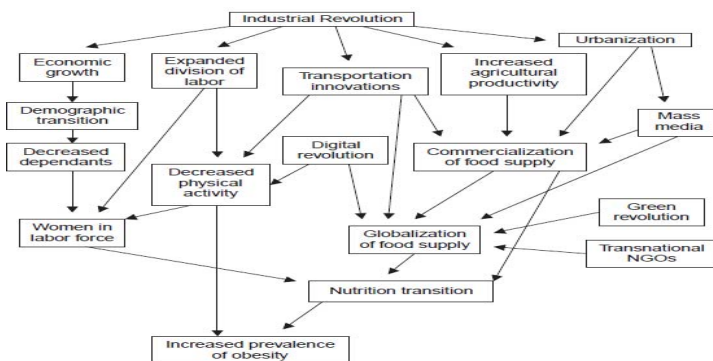 Industrial Revolution
Urbanization
Economic
growth
Expanded
division of
labor
Transportation
innovations
Increased
agricultural
productivity
Demographic
transition
Mass
media
Decreased
dependants
Digital
revolution
Commercialization
of food supply
Decreased
physical
activity
Women in
labor force
Globalization
of food supply
Green
revolution
Transnational
NGOs
Nutrition transition
Increased prevalence
of obesity